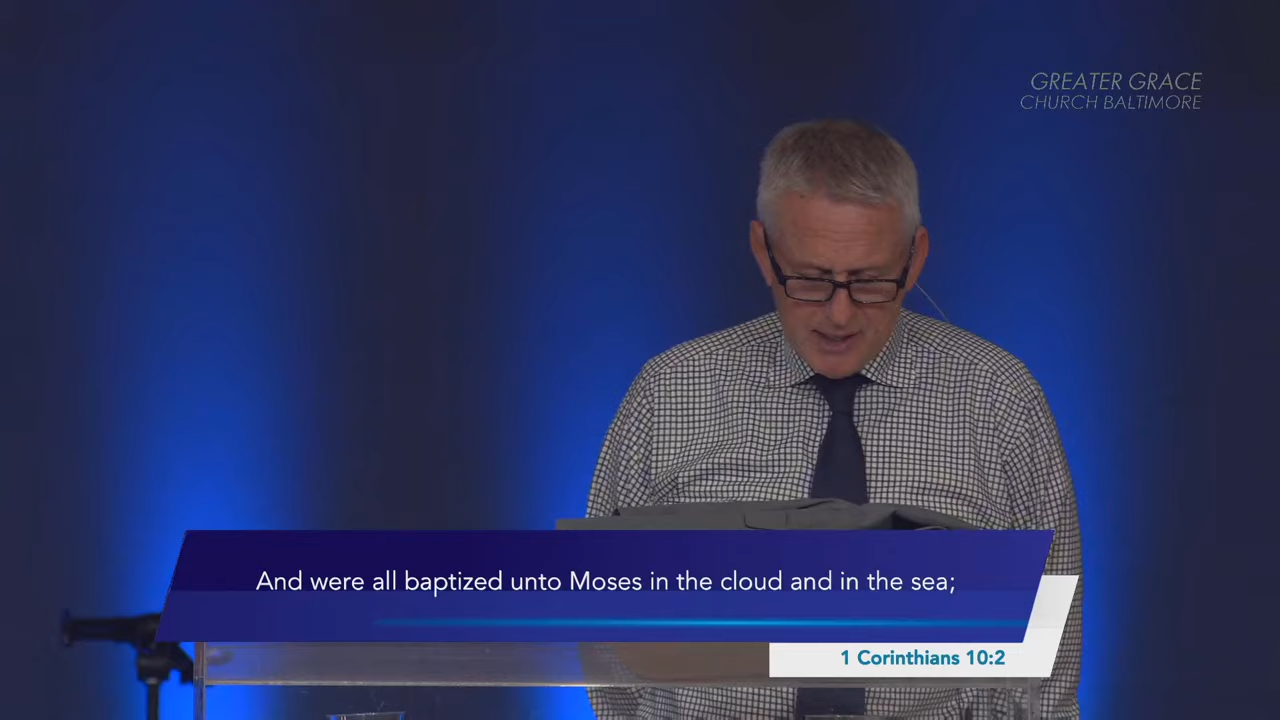 GREATER GRACE
CHURCH BALTIMORE
And were all baptized unto Moses in the cloud and in the sea;
1 Corinthians 10:2